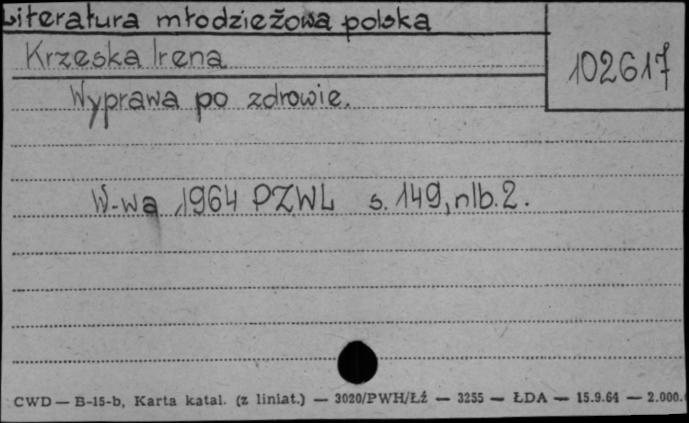 Literatura młodzieżowa polska
Krzeska Irena
102617
Wyprawa po zdrowie.
W-wa 1964 PZWL s. 149, nlb. 2.
CWD — B-15-b, Karta katal. (z liniat.) — 3020/PWH/Łź — 3255 — ŁDA — 15.9.64 — 2.000.